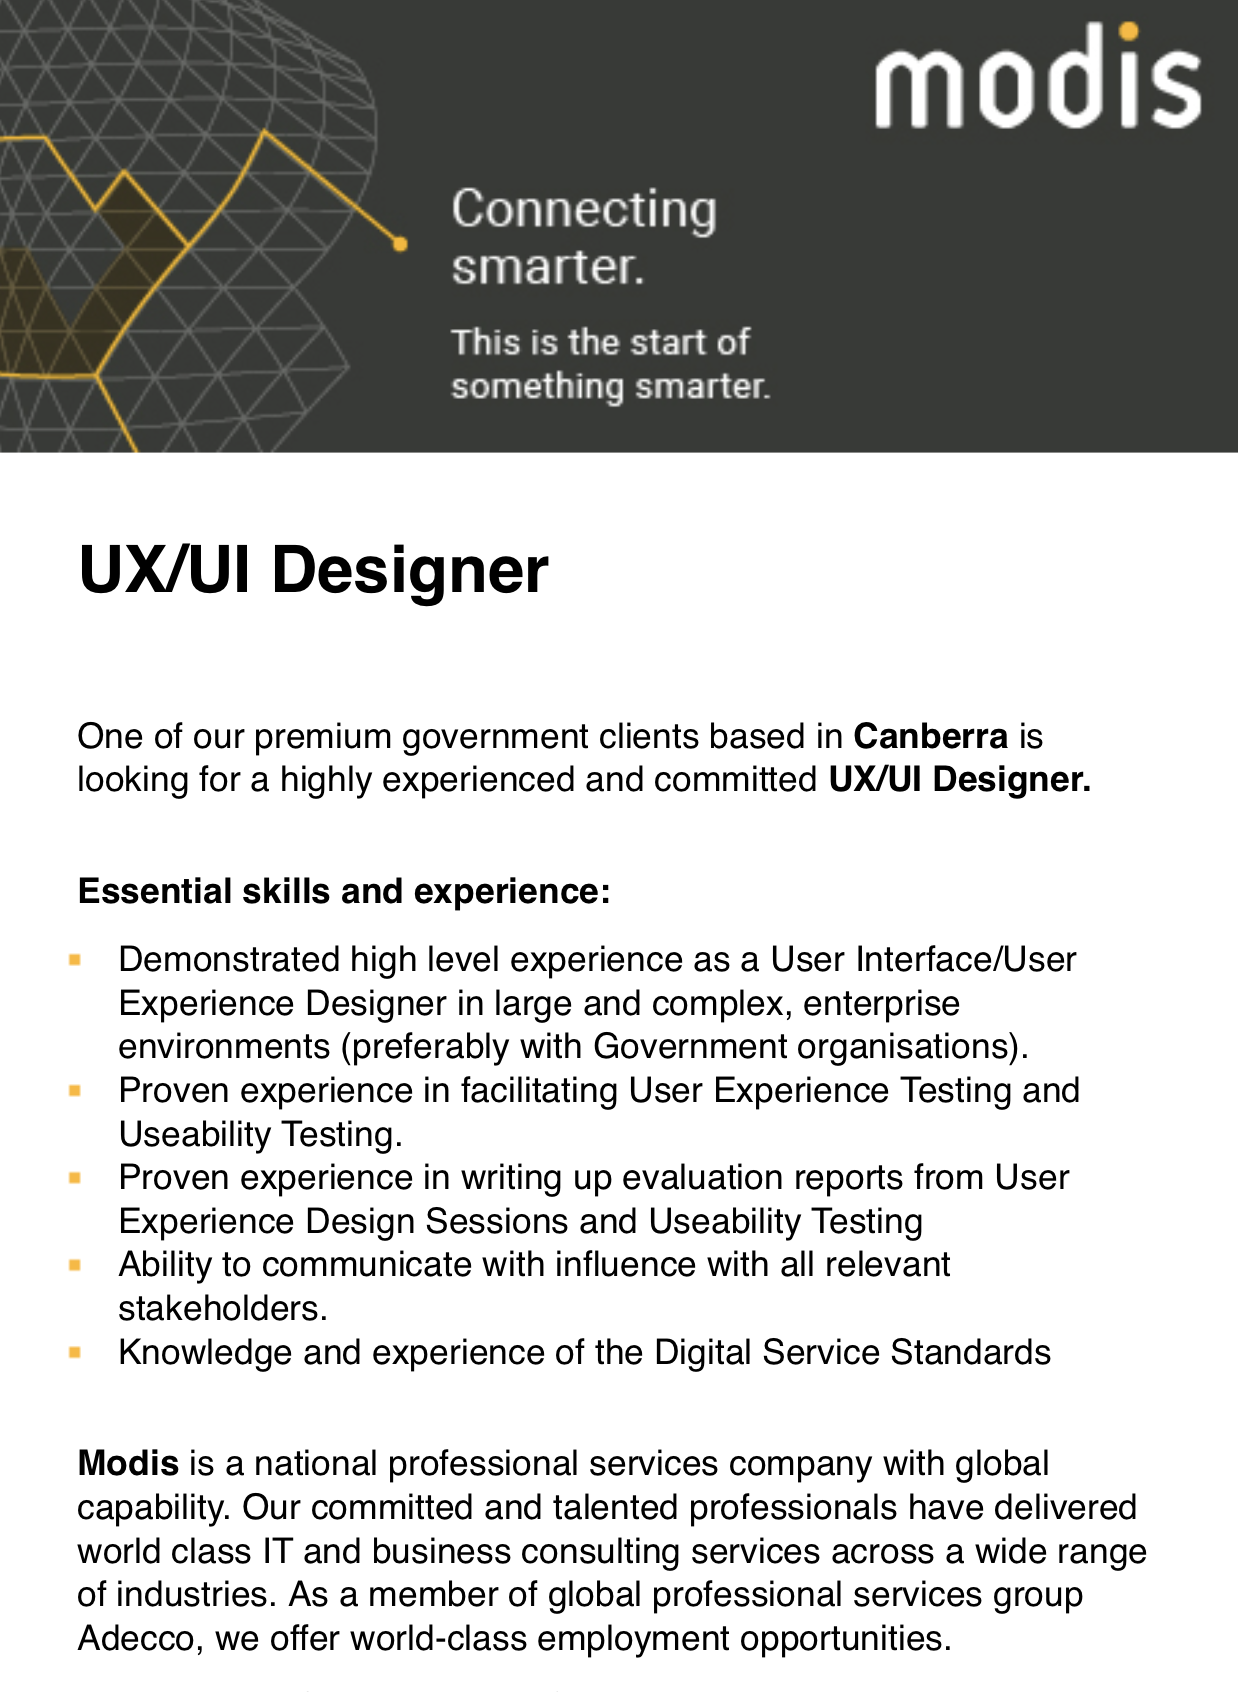 modis
Connecting
smarter.
This is the start of
something smarter.
UX/UI Designer
One of our premium government clients based in Canberra is
looking for a highly experienced and committed UX/UI Designer.
Essential skills and experience:
Demonstrated high level experience as a User Interface/User
Experience Designer in large and complex, enterprise
environments (preferably with Government organisations).
Proven experience in facilitating User Experience Testing and
Useability Testing.
Proven experience in writing up evaluation reports from User
Experience Design Sessions and Useability Testing
Ability to communicate with influence with all relevant
stakeholders.
Knowledge and experience of the Digital Service Standards
Modis is a national professional services company with global
capability. Our committed and talented professionals have delivered
world class IT and business consulting services across a wide range
of industries. As a member of global professional services group
Adecco, we offer world-class employment opportunities.